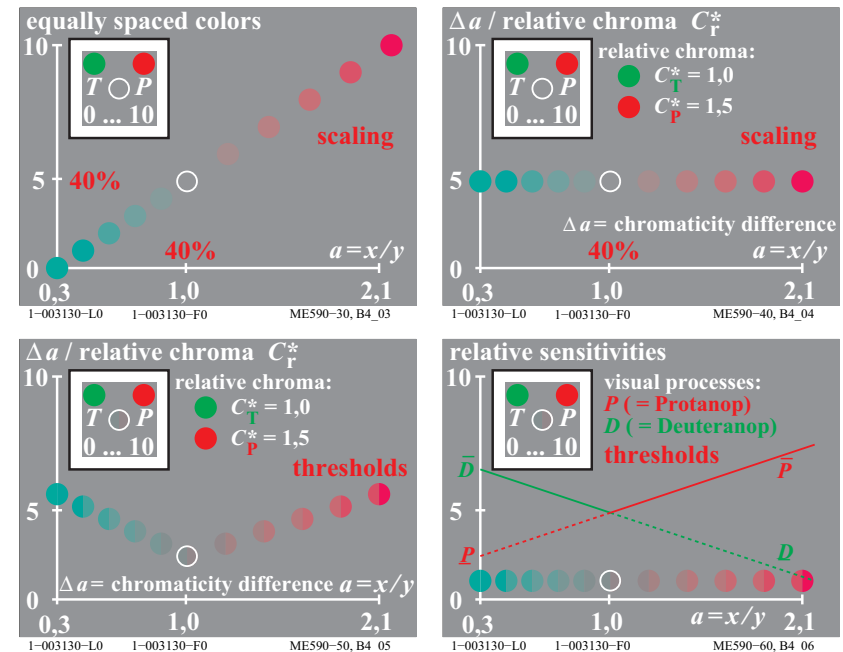 equally spaced colors
10
T P
0 ... 10
scaling
5
40%
40%
a=x/y
0
0,3 1,0 2,1
1−003130−L0 1−003130−F0 ME590−30, B4_03
Δa / relative chroma C*r
10
relative chroma:
T P
0 ... 10
C*T = 1,0
C*P = 1,5
scaling
5
Δa= chromaticity difference
40%
a=x/y
0
0,3 1,0 2,1
1−003130−L0 1−003130−F0 ME590−40, B4_04
Δa / relative chroma C*r
10
relative chroma:
T P
0 ... 10
C*T = 1,0
C*P = 1,5
thresholds
5
Δa= chromaticity difference a=x/y
0
0,3 1,0 2,1
1−003130−L0 1−003130−F0 ME590−50, B4_05
relative sensitivities
10
visual processes:
T P
0 ... 10
P ( = Protanop)
D ( = Deuteranop)
thresholds
D̅
P̅
5
P̲
D̲
0
a=x/y
0,3 1,0 2,1
1−003130−L0 1−003130−F0 ME590−60, B4_06